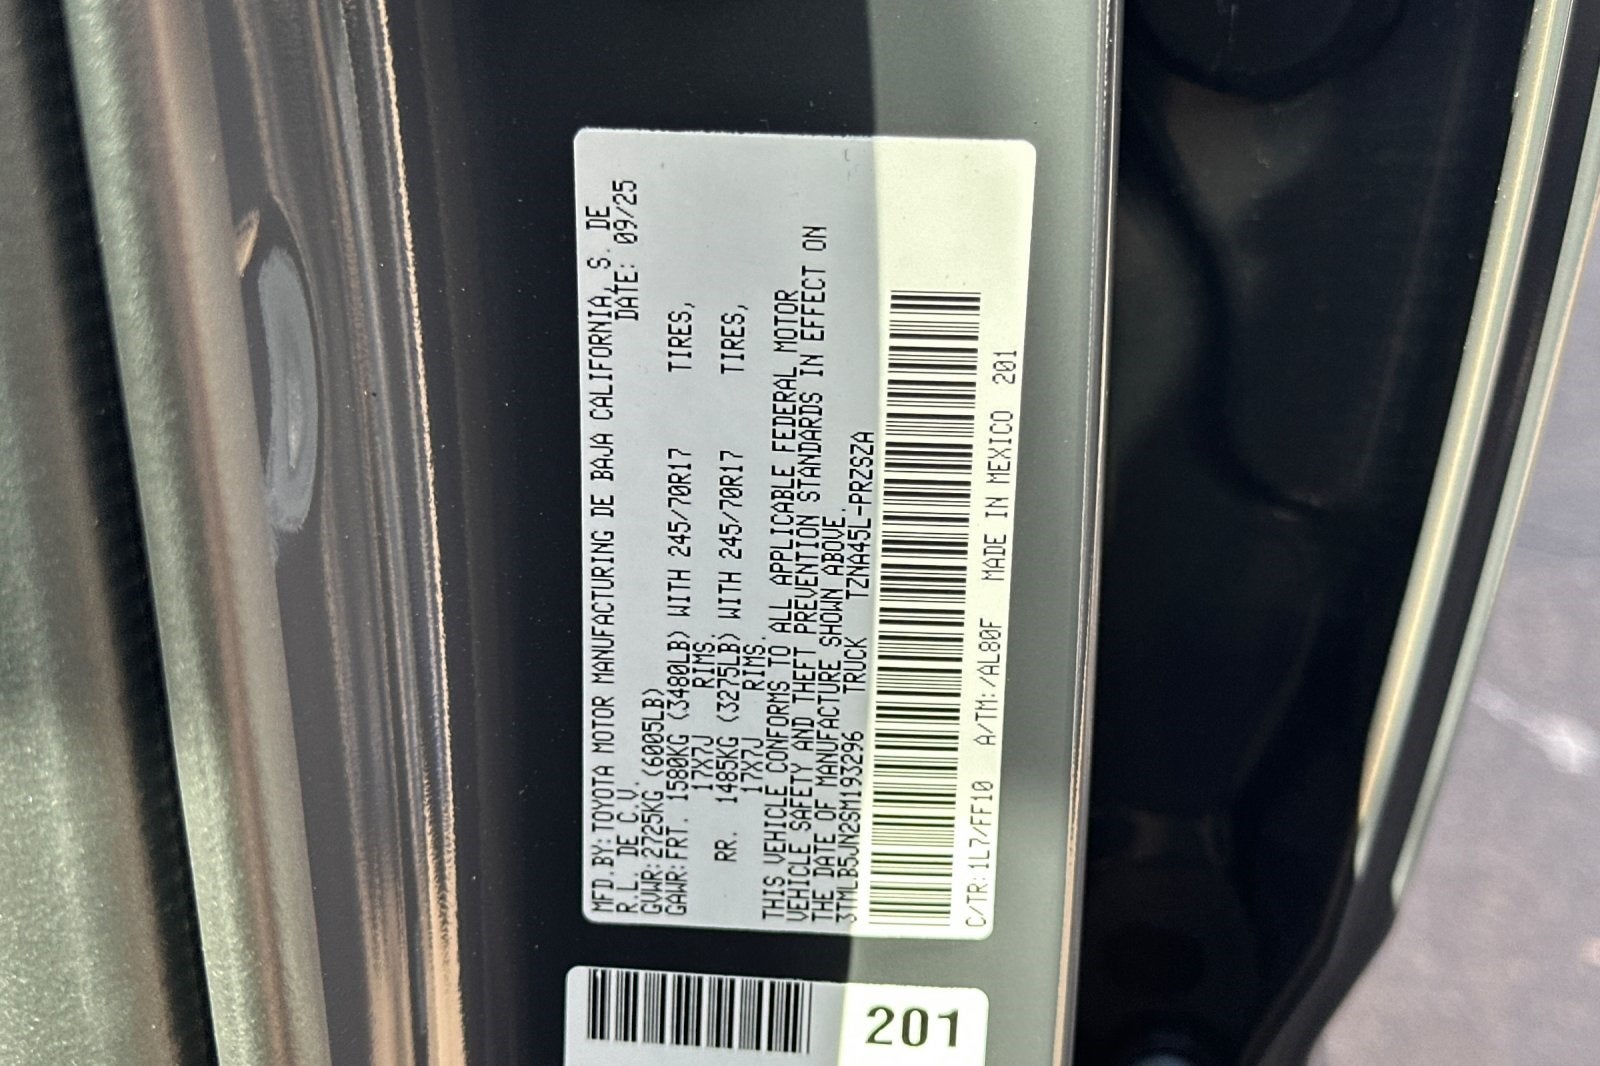 MFD.BY:TOYOTA MOTOR MANUFACTURING DE BAJA CALIFORNIA, S. DE
R.L. DE C.V. DATE: 09/25
GVWR:2725KG (6005LB)
GAWR:FRT. 1580KG (3480LB) WITH 245/70R17 TIRES,
17X7J RIMS.
RR. 1485KG (3275LB) WITH 245/70R17 TIRES,
17X7J RIMS.
THIS VEHICLE CONFORMS TO ALL APPLICABLE FEDERAL MOTOR
VEHICLE SAFETY AND THEFT PREVENTION STANDARDS IN EFFECT ON
THE DATE OF MANUFACTURE SHOWN ABOVE.
3TMLB5JN2SM193296 TRUCK TZNA45L-PRZSZA
C/TR:1L7/FF10 A/TM:/AL80F MADE IN MEXICO 201
201